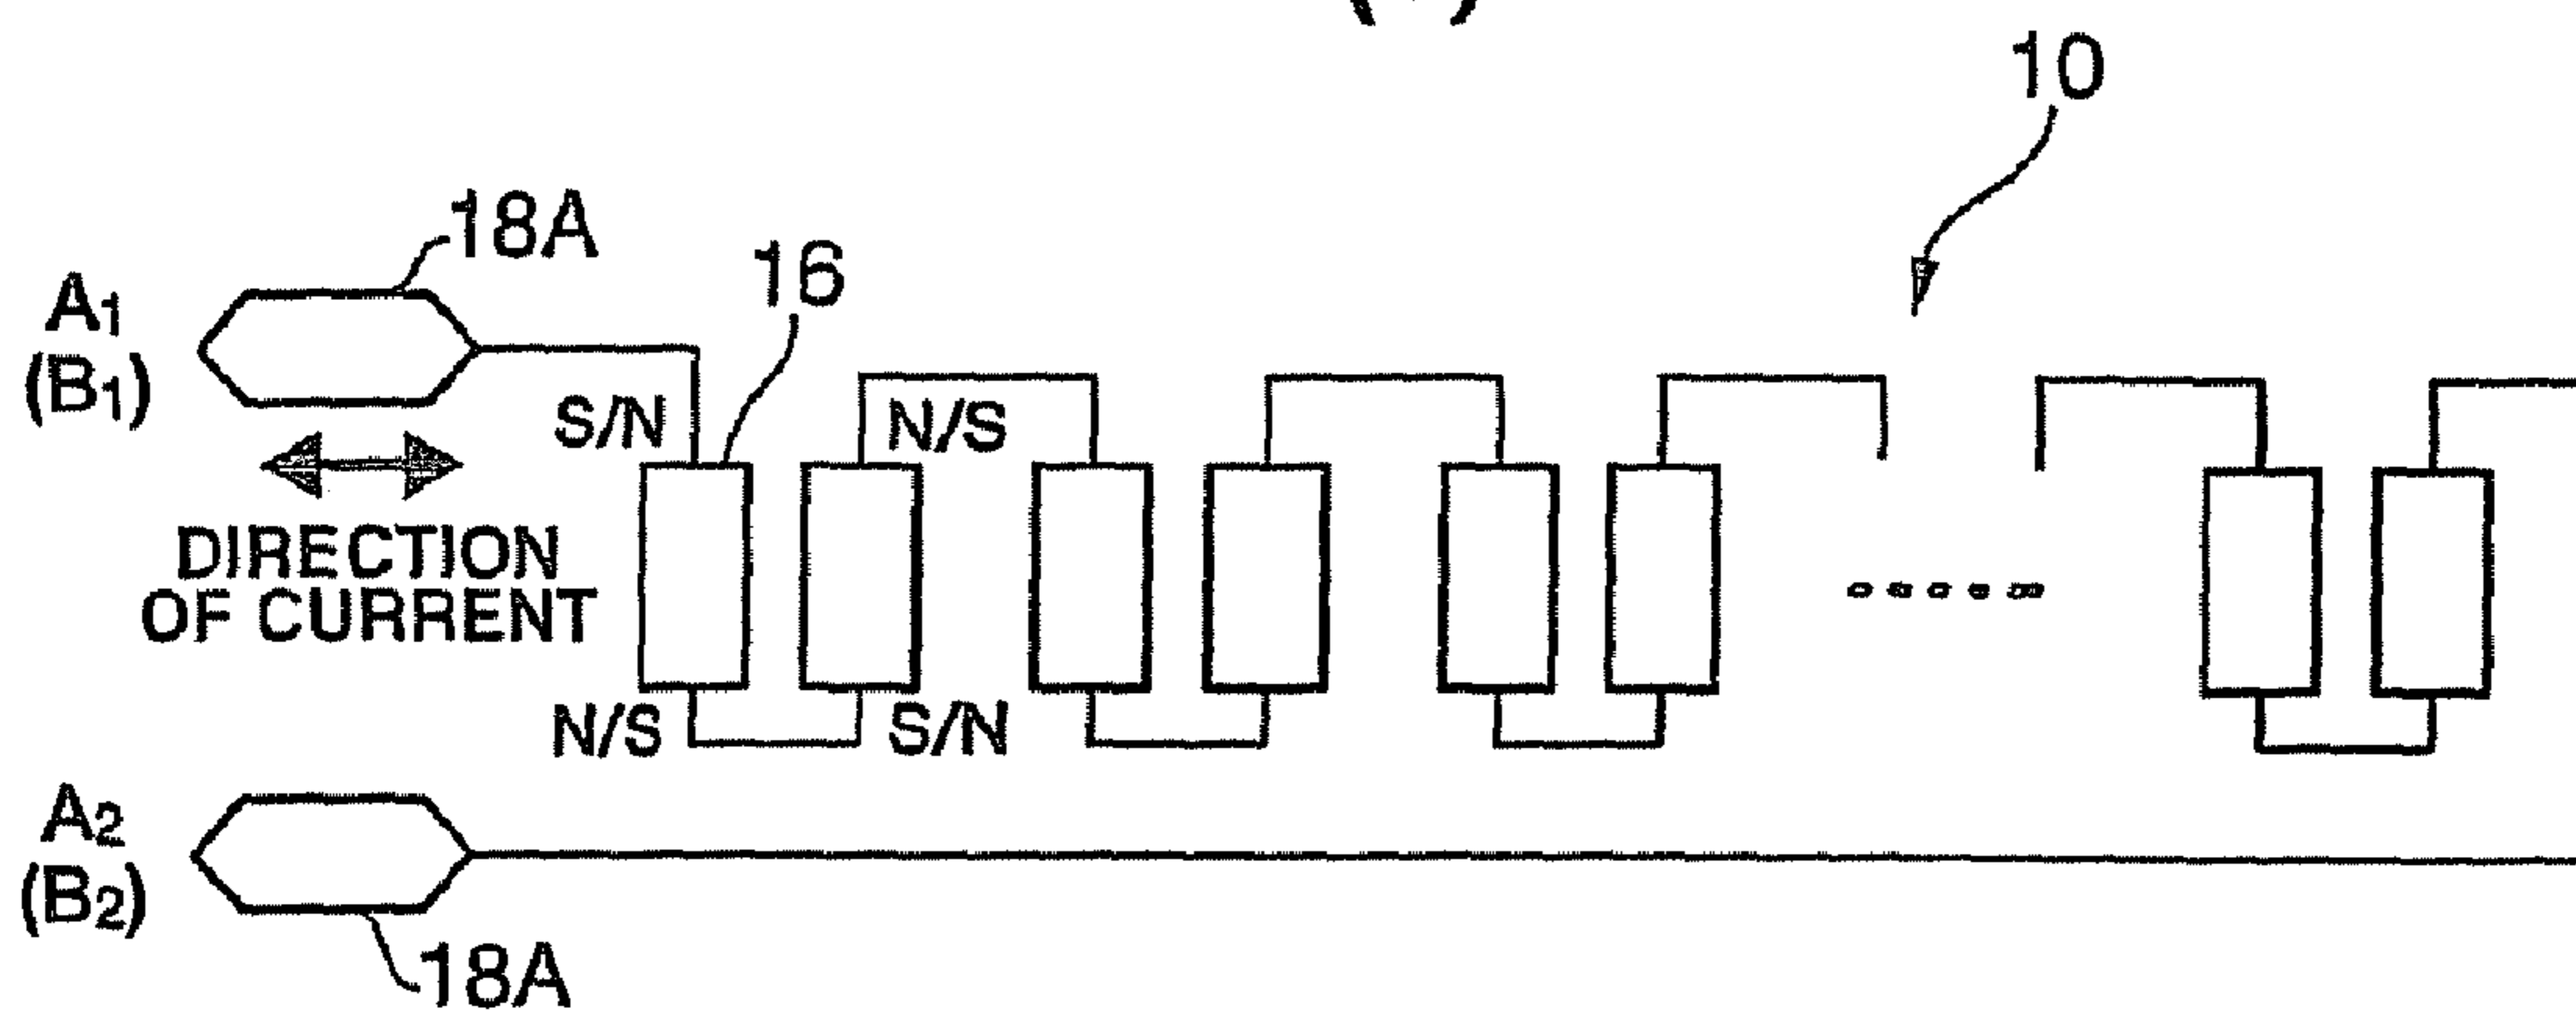 10
18A
A1
(B1)
16
S/N
N/S
DIRECTION
OF CURRENT
N/S
S/N
A2
(B2)
18A